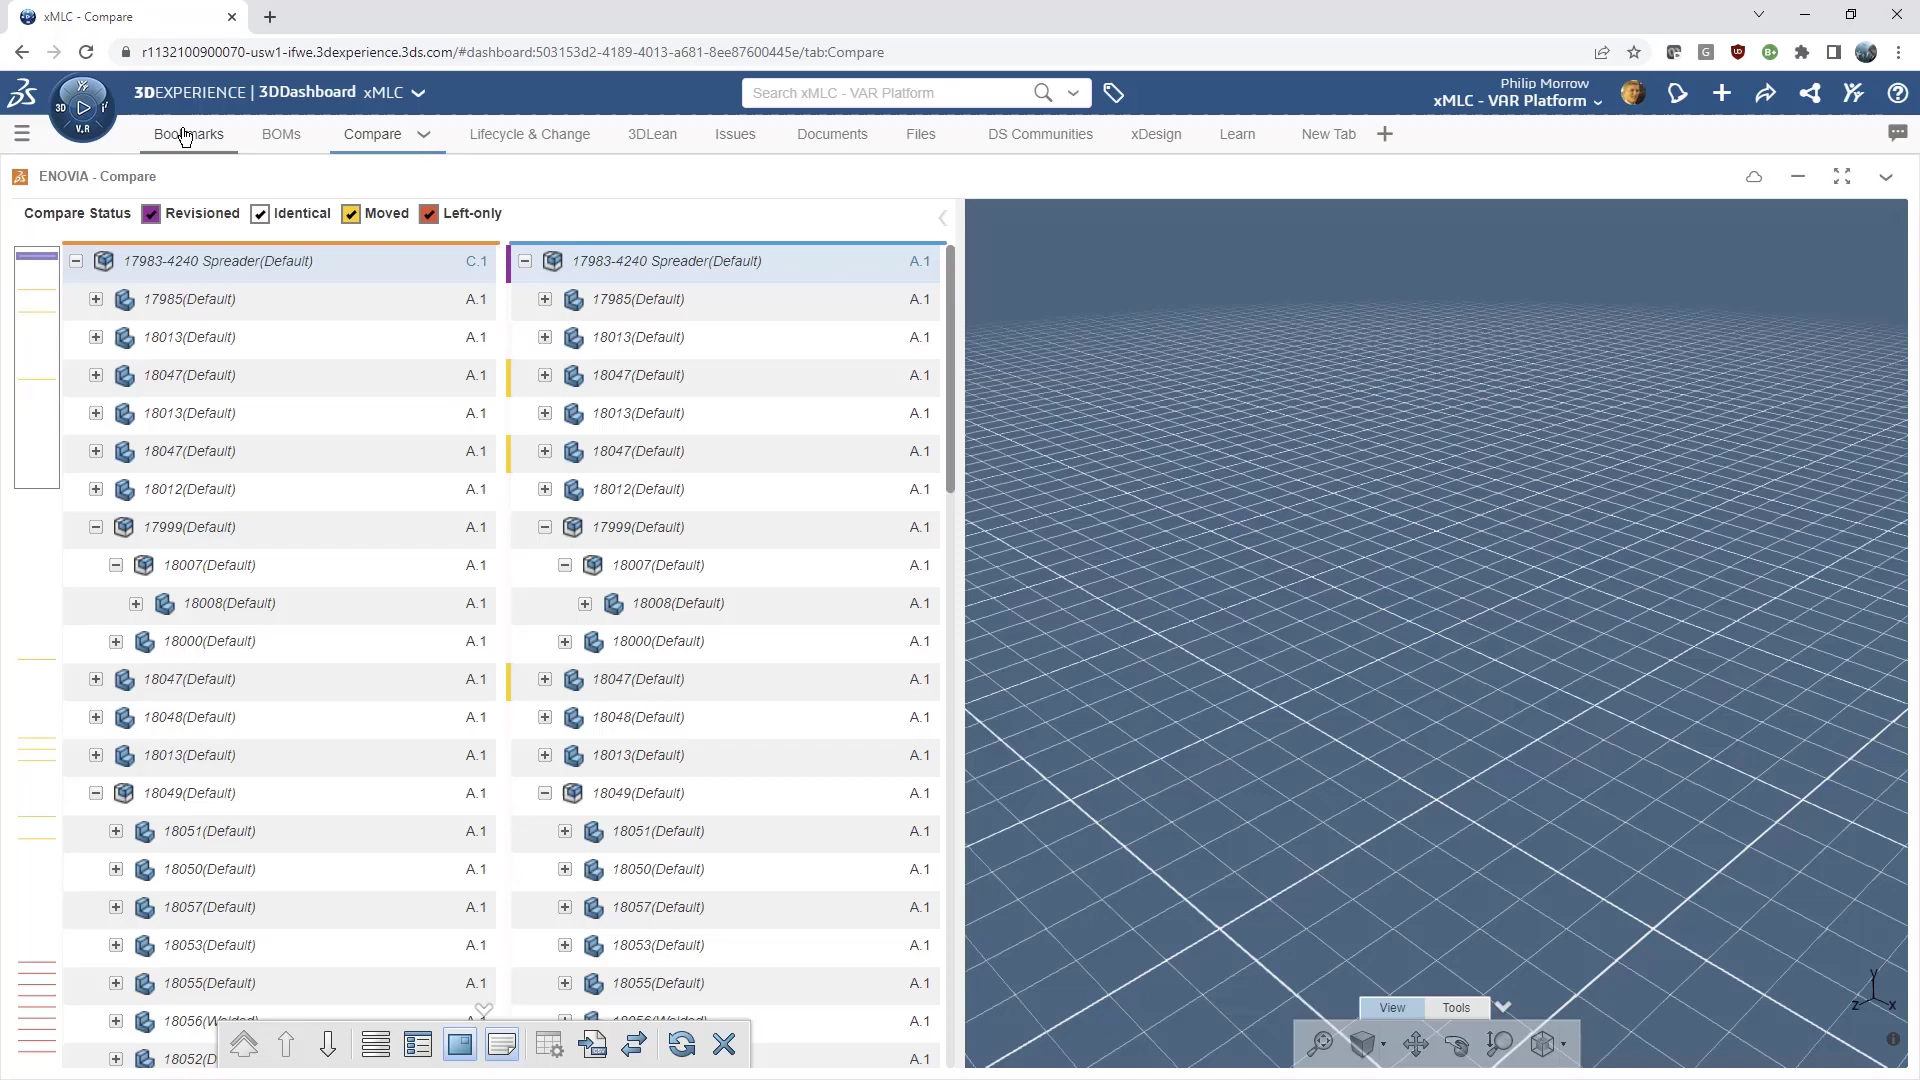 xMLC - Compare
r1132100900070-usw1-ifwe.3dexperience.3ds.com/#dashboard:503153d2-4189-4013-a681-8ee87600445e/tab:Compare
3D
V.R
3DEXPERIENCE | 3DDashboard xMLC
Search xMLC - VAR Platform
Philip Morrow
xMLC - VAR Platform
Bookmarks BOMs Compare Lifecycle & Change 3DLean Issues Documents Files DS Communities xDesign Learn New Tab
ENOVIA - Compare
Compare Status Revisioned Identical Moved Left-only
17983-4240 Spreader(Default) C.1 17983-4240 Spreader(Default) A.1
17985(Default) A.1 17985(Default) A.1
18013(Default) A.1 18013(Default) A.1
18047(Default) A.1 18047(Default) A.1
18013(Default) A.1 18013(Default) A.1
18047(Default) A.1 18047(Default) A.1
18012(Default) A.1 18012(Default) A.1
17999(Default) A.1 17999(Default) A.1
18007(Default) A.1 18007(Default) A.1
18008(Default) A.1 18008(Default) A.1
18000(Default) A.1 18000(Default) A.1
18047(Default) A.1 18047(Default) A.1
18048(Default) A.1 18048(Default) A.1
18013(Default) A.1 18013(Default) A.1
18049(Default) A.1 18049(Default) A.1
18051(Default) A.1 18051(Default) A.1
18050(Default) A.1 18050(Default) A.1
18057(Default) A.1 18057(Default) A.1
18053(Default) A.1 18053(Default) A.1
18055(Default) A.1 18055(Default) A.1
18056(Welded) A.1 18056(Welded) A.1
18052(D A.1
View Tools
Y
Z X